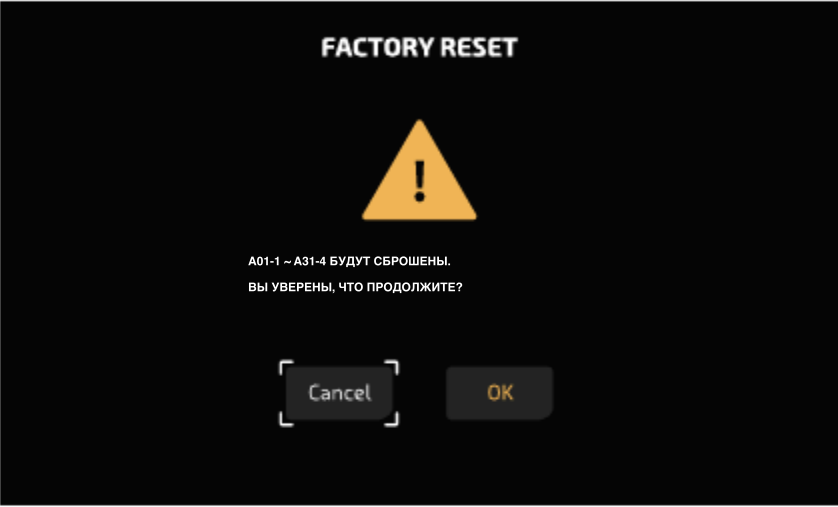 FACTORY RESET
!
A01-1 ~ A31-4 БУДУТ СБРОШЕНЫ.
ВЫ УВЕРЕНЫ, ЧТО ПРОДОЛЖИТЕ?
Cancel
OK